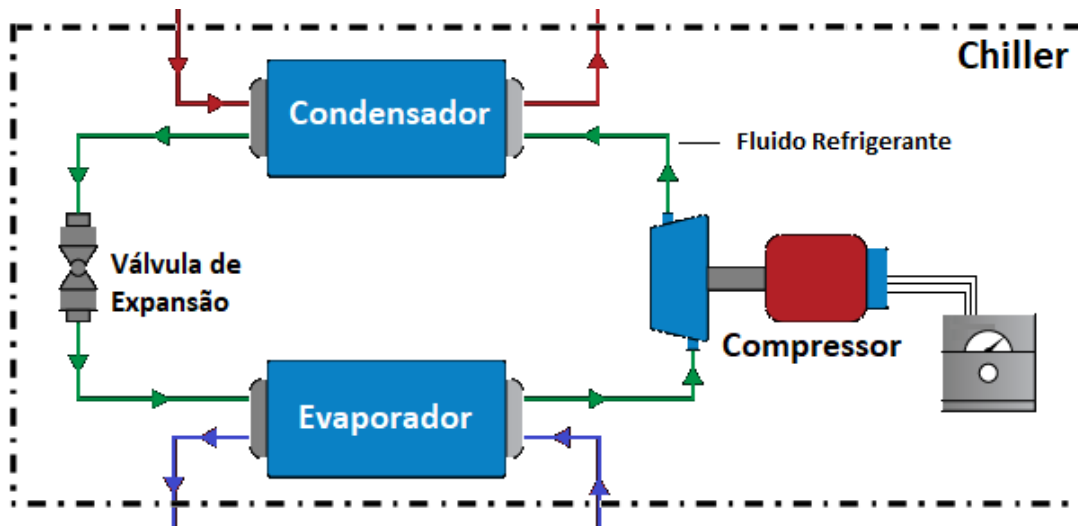 Chiller
Condensador
Fluido Refrigerante
Válvula de
Expansão
Compressor
Evaporador